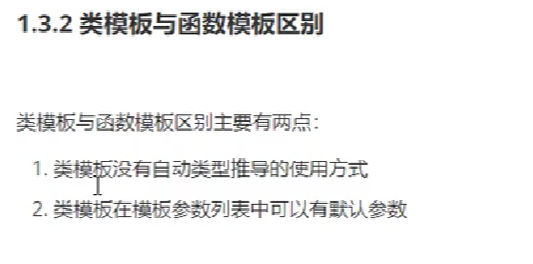 1.3.2 类模板与函数模板区别
类模板与函数模板区别主要有两点：
1. 类模板没有自动类型推导的使用方式
2. 类模板在模板参数列表中可以有默认参数